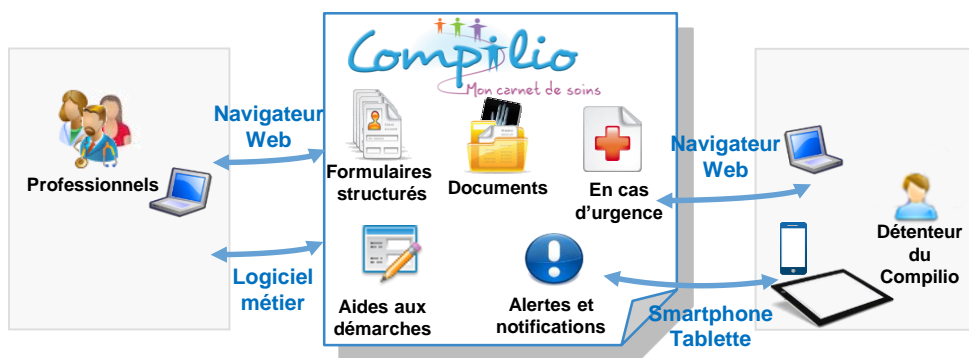 Compilio
Mon carnet de soins
Navigateur
Web
Professionnels
Logiciel
métier
Formulaires
structurés
Documents
En cas
d’urgence
Aides aux
démarches
Alertes et
notifications
Navigateur
Web
Smartphone
Tablette
Détenteur
du
Compilio